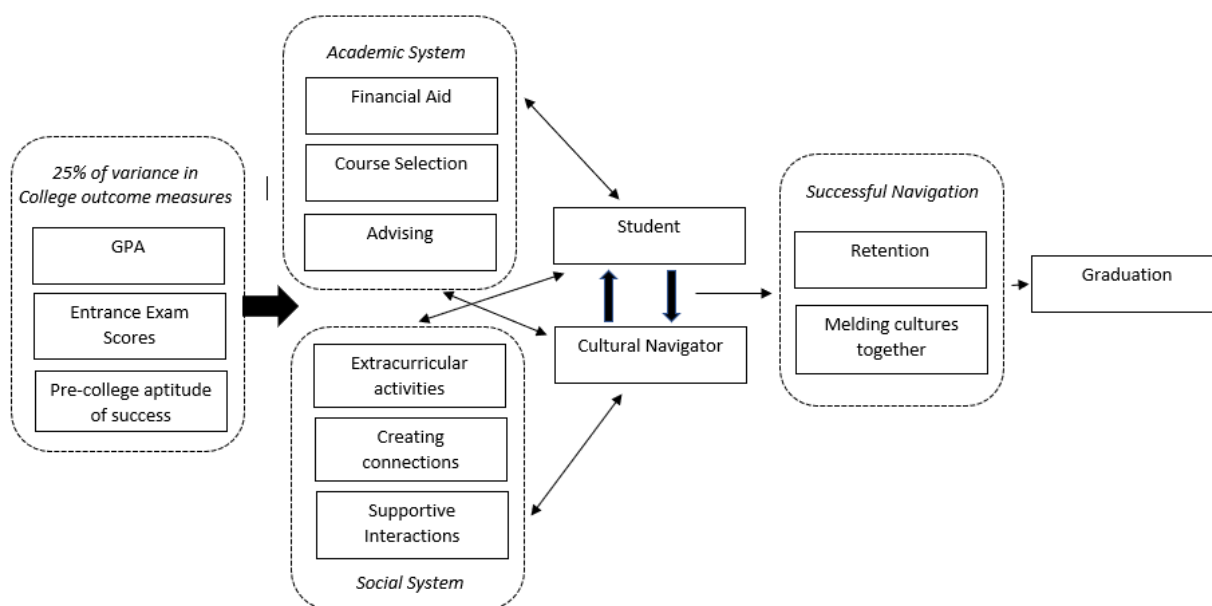 25% of variance in
College outcome measures
GPA
Entrance Exam
Scores
Pre-college aptitude
of success
Academic System
Financial Aid
Course Selection
Advising
Extracurricular
activities
Creating
connections
Supportive
Interactions
Social System
Student
Cultural Navigator
Successful Navigation
Retention
Melding cultures
together
Graduation